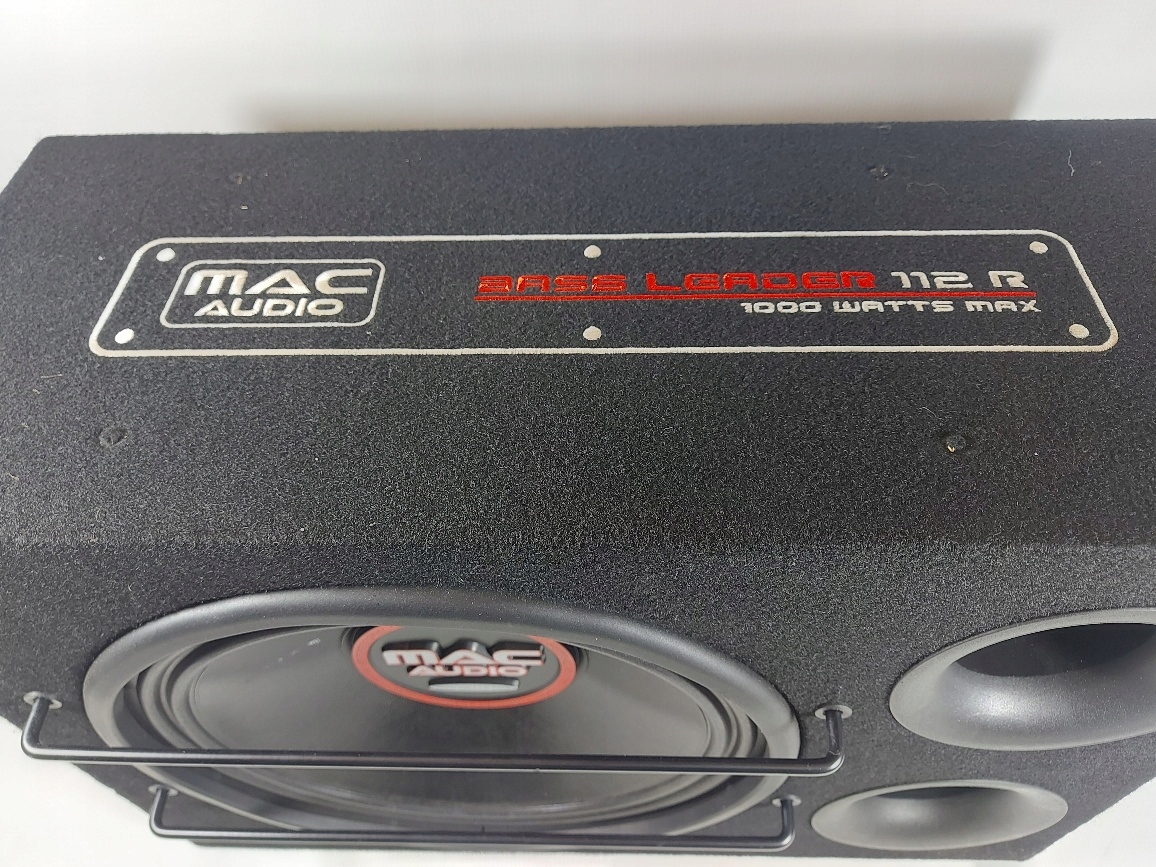 MAC
AUDIO
BASS LEADER 112 R
1000 WATTS MAX
MAC
AUDIO